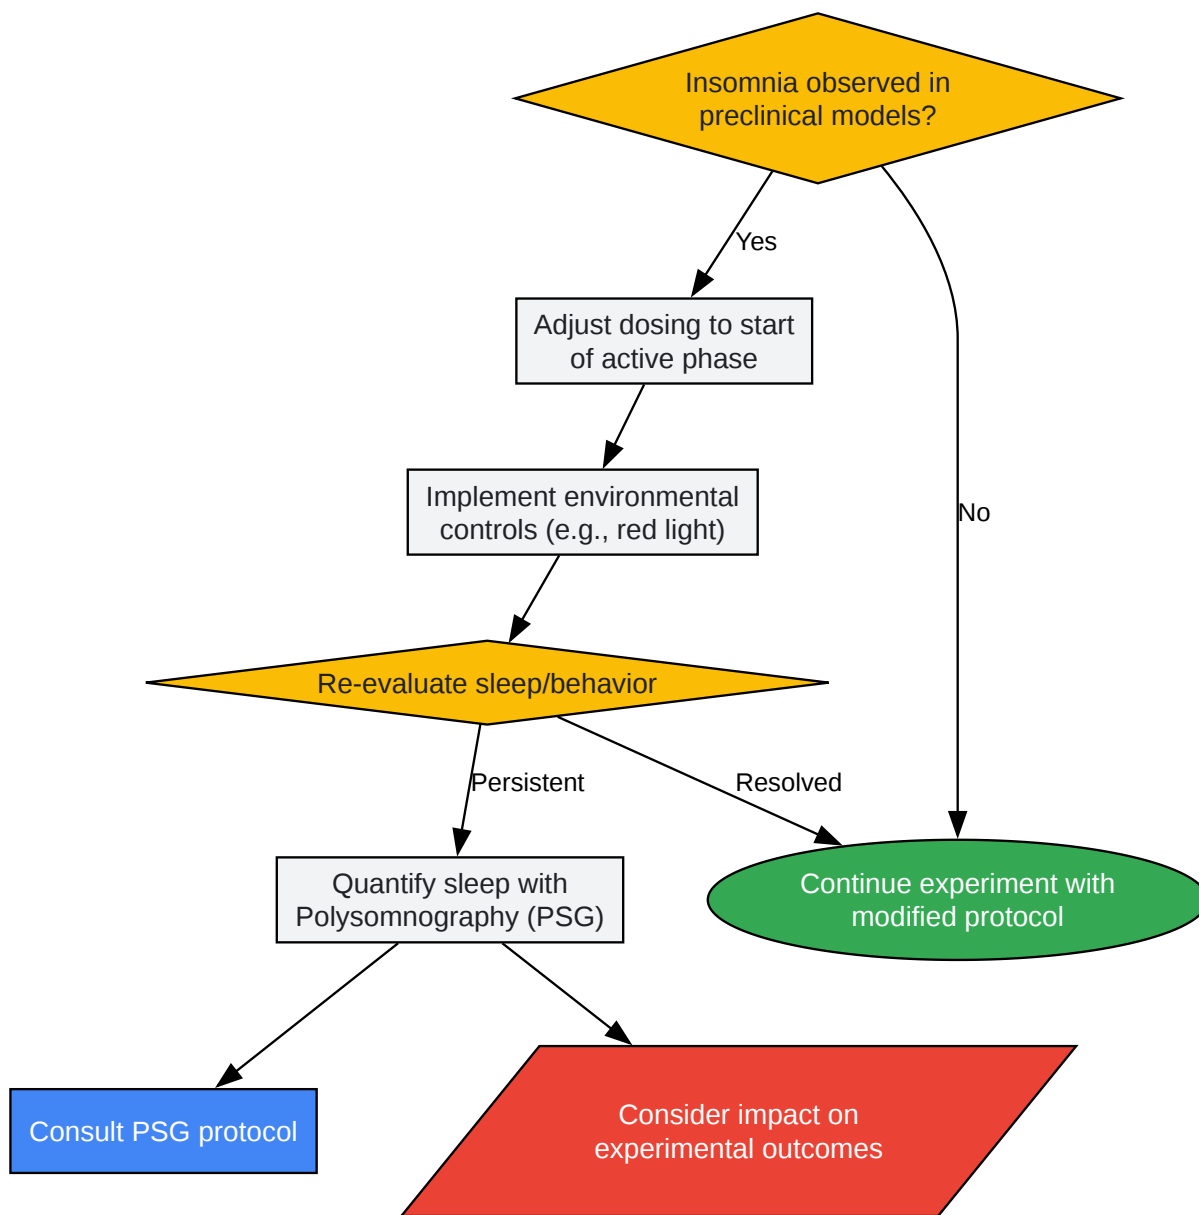 Insomnia observed in
preclinical models?
Yes
Adjust dosing to start
of active phase
Implement environmental
controls (e.g., red light)
No
Re-evaluate sleep/behavior
Persistent
Resolved
Quantify sleep with
Polysomnography (PSG)
Continue experiment with
modified protocol
Consult PSG protocol
Consider impact on
experimental outcomes